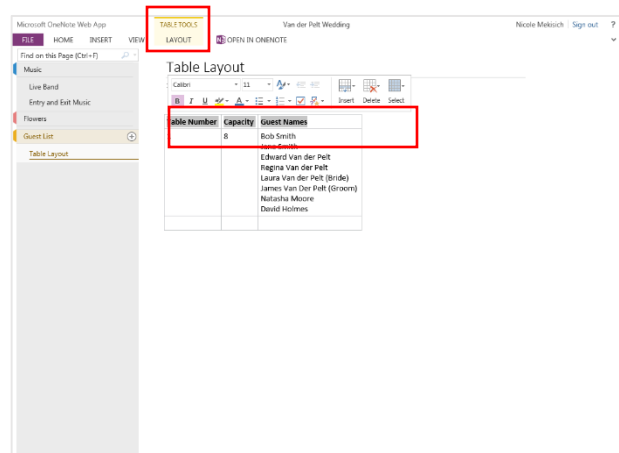 Microsoft OneNote Web App
TABLE TOOLS
Van der Pelt Wedding
Nicole Mekisich
Sign out
?
FILE
HOME
INSERT
VIEW
LAYOUT
OPEN IN ONENOTE
Find on this Page (Ctrl+F)
Music
Live Band
Entry and Exit Music
Flowers
Guest List
Table Layout
Table Layout
Calibri
11
B I U
Insert
Delete
Select
Table Number Capacity Guest Names
8 Bob Smith
Jane Smith
Edward Van der Pelt
Regina Van der Pelt
Laura Van der Pelt (Bride)
James Van Der Pelt (Groom)
Natasha Moore
David Holmes